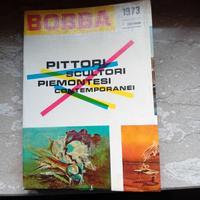 BOBBA
1973
PITTORI
SCULTORI
PIEMONTESI
CONTEMPORANEI